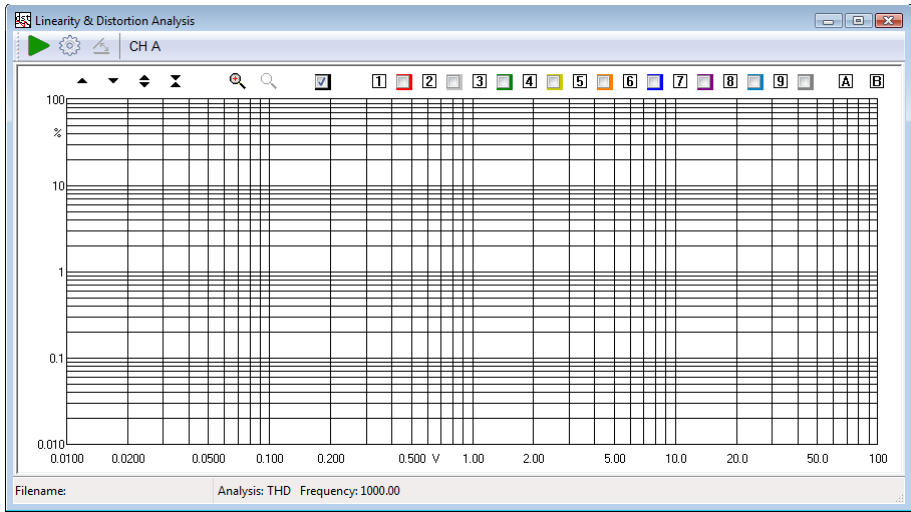 dst Linearity & Distortion Analysis
CH A
1 2 3 4 5 6 7 8 9 A B
100
%
10
1
0.1
0.010
0.0100 0.0200 0.0500 0.100 0.200 0.500 V 1.00 2.00 5.00 10.0 20.0 50.0 100
Filename: Analysis: THD Frequency: 1000.00